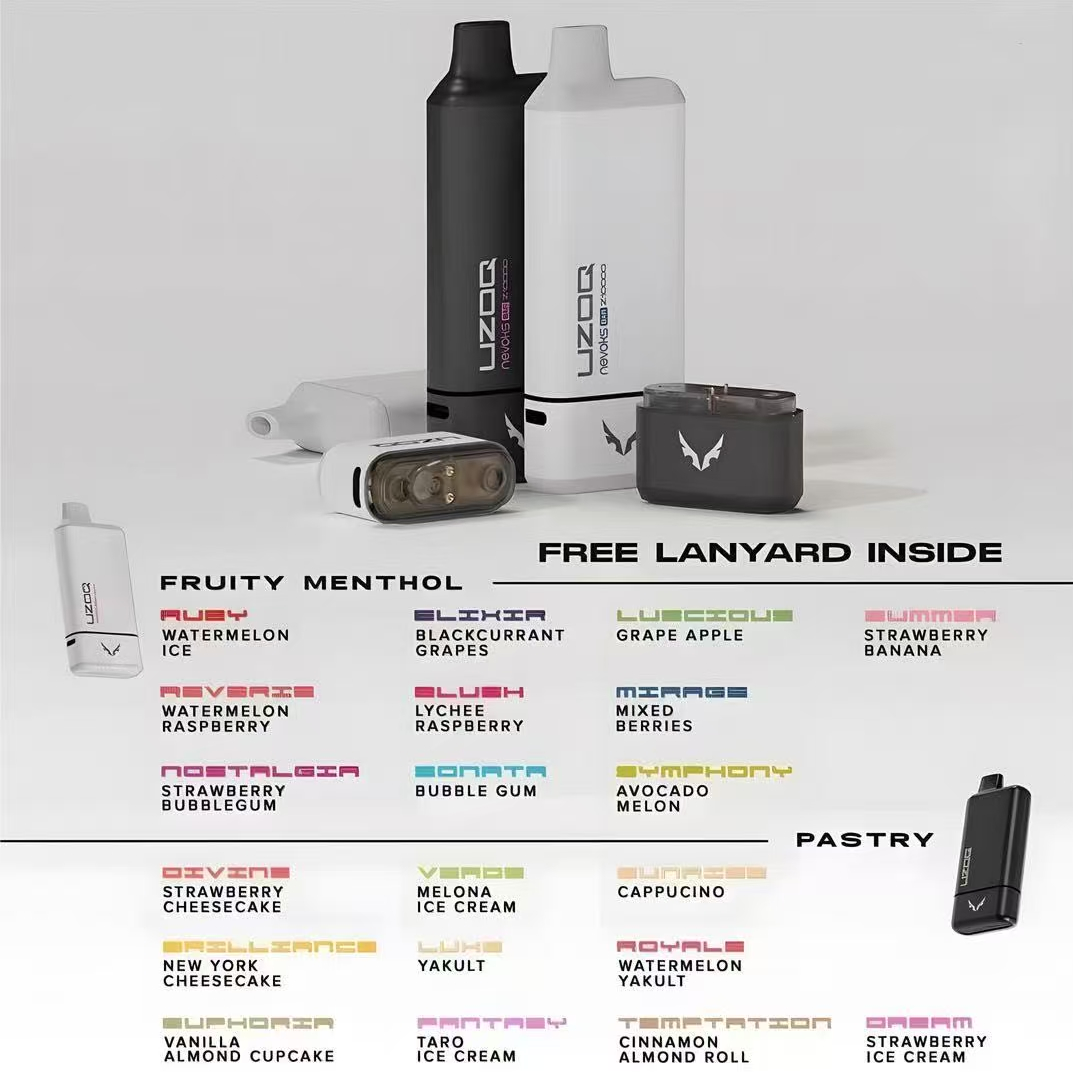 UZOQ
nevoks
UZOQ
nevoks
UZOQ
FREE LANYARD INSIDE
UZOQ
FRUITY MENTHOL
RUBY
WATERMELON
ICE
ELIXIR
BLACKCURRANT
GRAPES
LUSCIOUS
GRAPE APPLE
SUMMER
STRAWBERRY
BANANA
REVERIE
WATERMELON
RASPBERRY
BLUSH
LYCHEE
RASPBERRY
MIRAGE
MIXED
BERRIES
NOSTALGIA
STRAWBERRY
BUBBLEGUM
SONATA
BUBBLE GUM
SYMPHONY
AVOCADO
MELON
PASTRY
UZOQ
DIVINE
STRAWBERRY
CHEESECAKE
VERDE
MELONA
ICE CREAM
SUNRISE
CAPPUCINO
BRILLIANCE
NEW YORK
CHEESECAKE
LUXE
YAKULT
ROYALE
WATERMELON
YAKULT
EUPHORIA
VANILLA
ALMOND CUPCAKE
FANTASY
TARO
ICE CREAM
TEMPTATION
CINNAMON
ALMOND ROLL
DREAM
STRAWBERRY
ICE CREAM